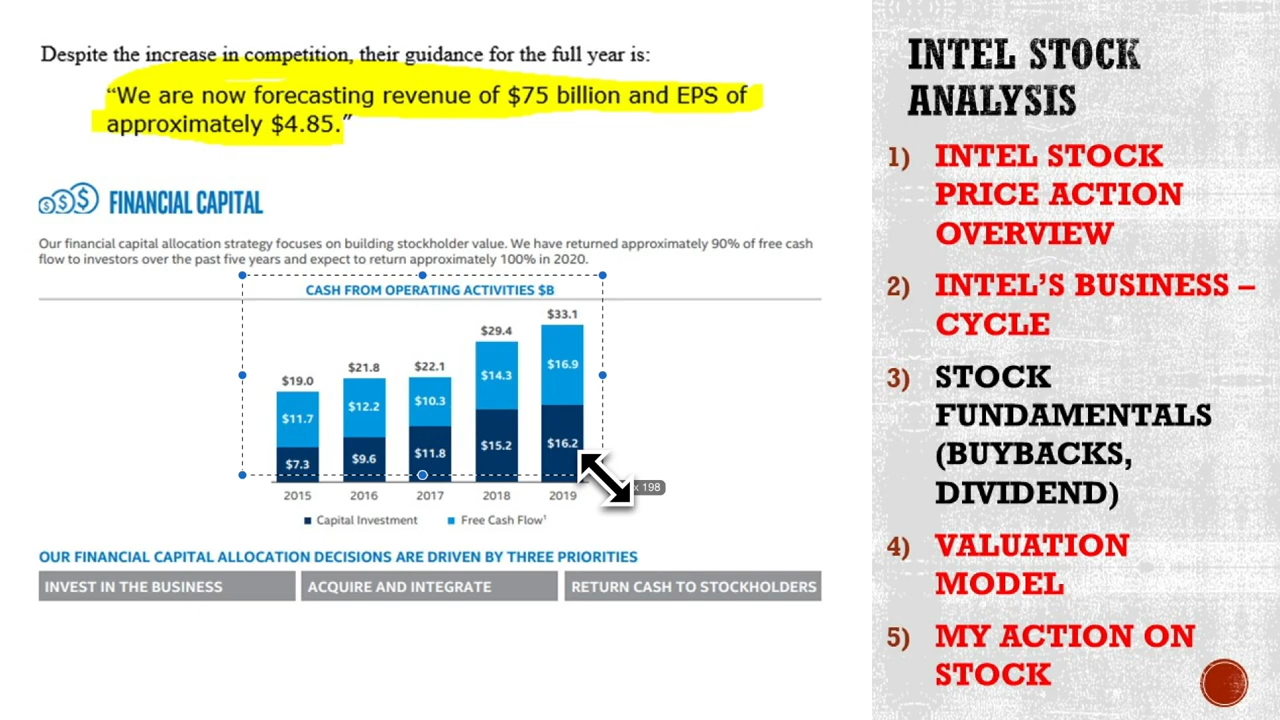 Despite the increase in competition, their guidance for the full year is:
“We are now forecasting revenue of $75 billion and EPS of
approximately $4.85.”
$ $ $ FINANCIAL CAPITAL
Our financial capital allocation strategy focuses on building stockholder value. We have returned approximately 90% of free cash
flow to investors over the past five years and expect to return approximately 100% in 2020.
CASH FROM OPERATING ACTIVITIES $B
$19.0 $21.8 $22.1 $29.4 $33.1
$11.7 $12.2 $10.3 $14.3 $16.9
$7.3 $9.6 $11.8 $15.2 $16.2
x 198
2015 2016 2017 2018 2019
Capital Investment Free Cash Flow¹
OUR FINANCIAL CAPITAL ALLOCATION DECISIONS ARE DRIVEN BY THREE PRIORITIES
INVEST IN THE BUSINESS ACQUIRE AND INTEGRATE RETURN CASH TO STOCKHOLDERS
INTEL STOCK
ANALYSIS
1) INTEL STOCK
PRICE ACTION
OVERVIEW
2) INTEL’S BUSINESS –
CYCLE
3) STOCK
FUNDAMENTALS
(BUYBACKS,
DIVIDEND)
4) VALUATION
MODEL
5) MY ACTION ON
STOCK